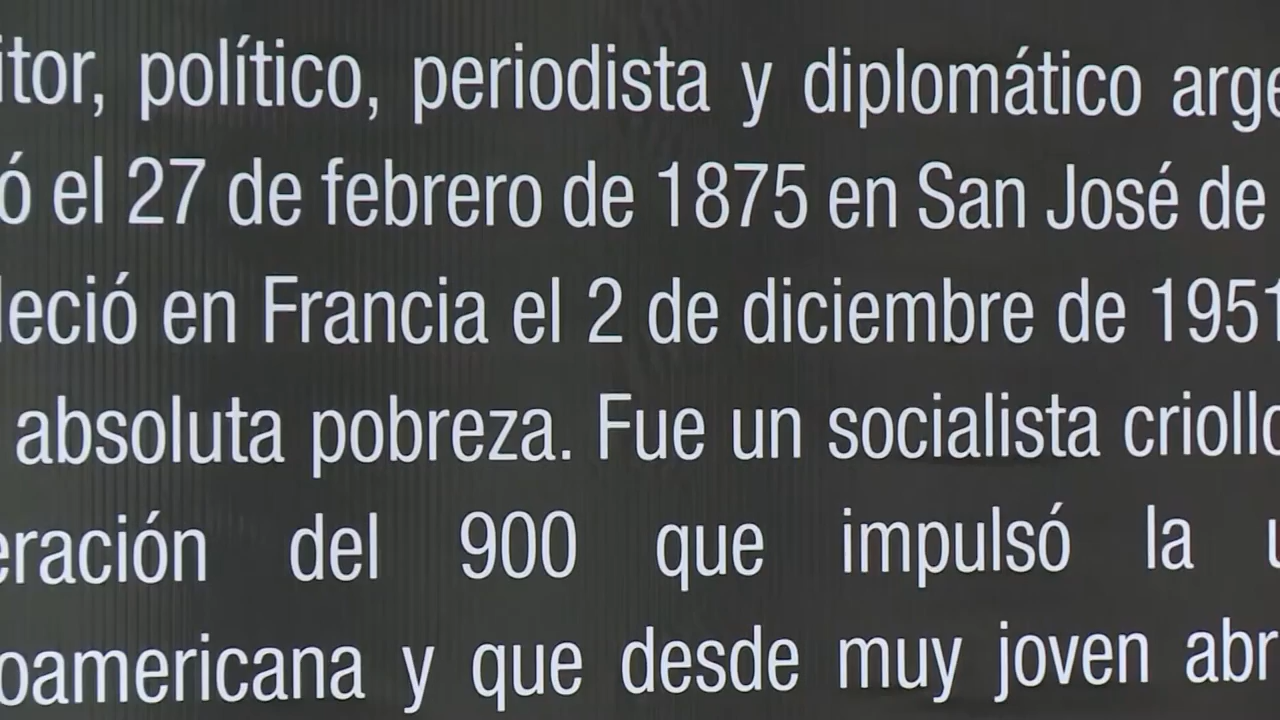 itor, político, periodista y diplomático arge
ó el 27 de febrero de 1875 en San José de
leció en Francia el 2 de diciembre de 1951
absoluta pobreza. Fue un socialista criollo
eración del 900 que impulsó la u
oamericana y que desde muy joven abr